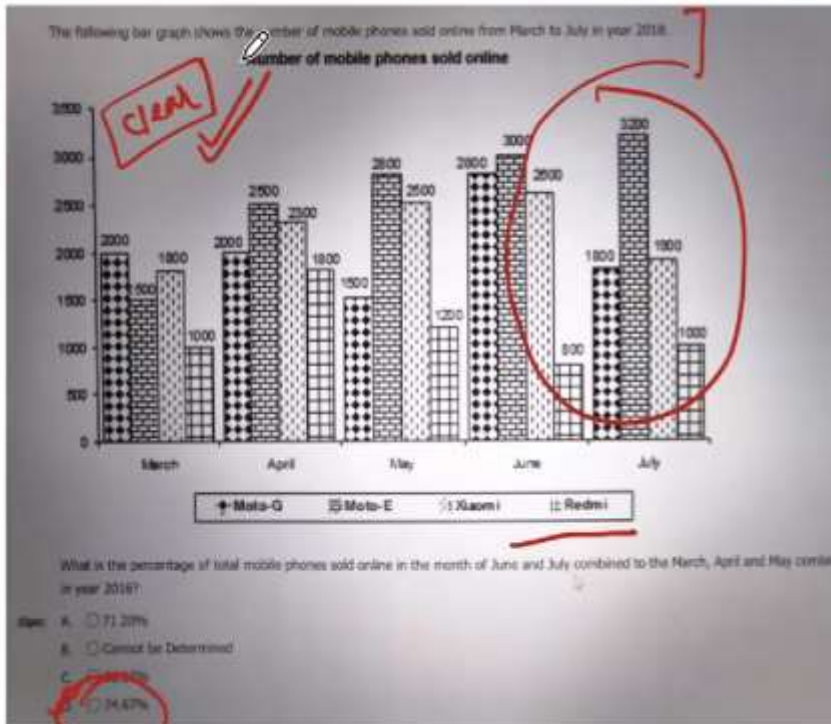 The following bar graph shows the number of mobile phones sold online from March to July in year 2018.
Number of mobile phones sold online
Clear
3500
3000
2500
2000
1500
1000
500
0
2000
1500
1800
1000
2000
2500
2300
1800
1500
2800
2500
1200
2800
3000
2600
800
1800
3200
1900
1000
March April May June July
Moto-G Moto-E Xiaomi Redmi
What is the percentage of total mobile phones sold online in the month of June and July combined to the March, April and May
in year 2016?
A. 71.20%
B. Cannot be Determined
C.
74.67%